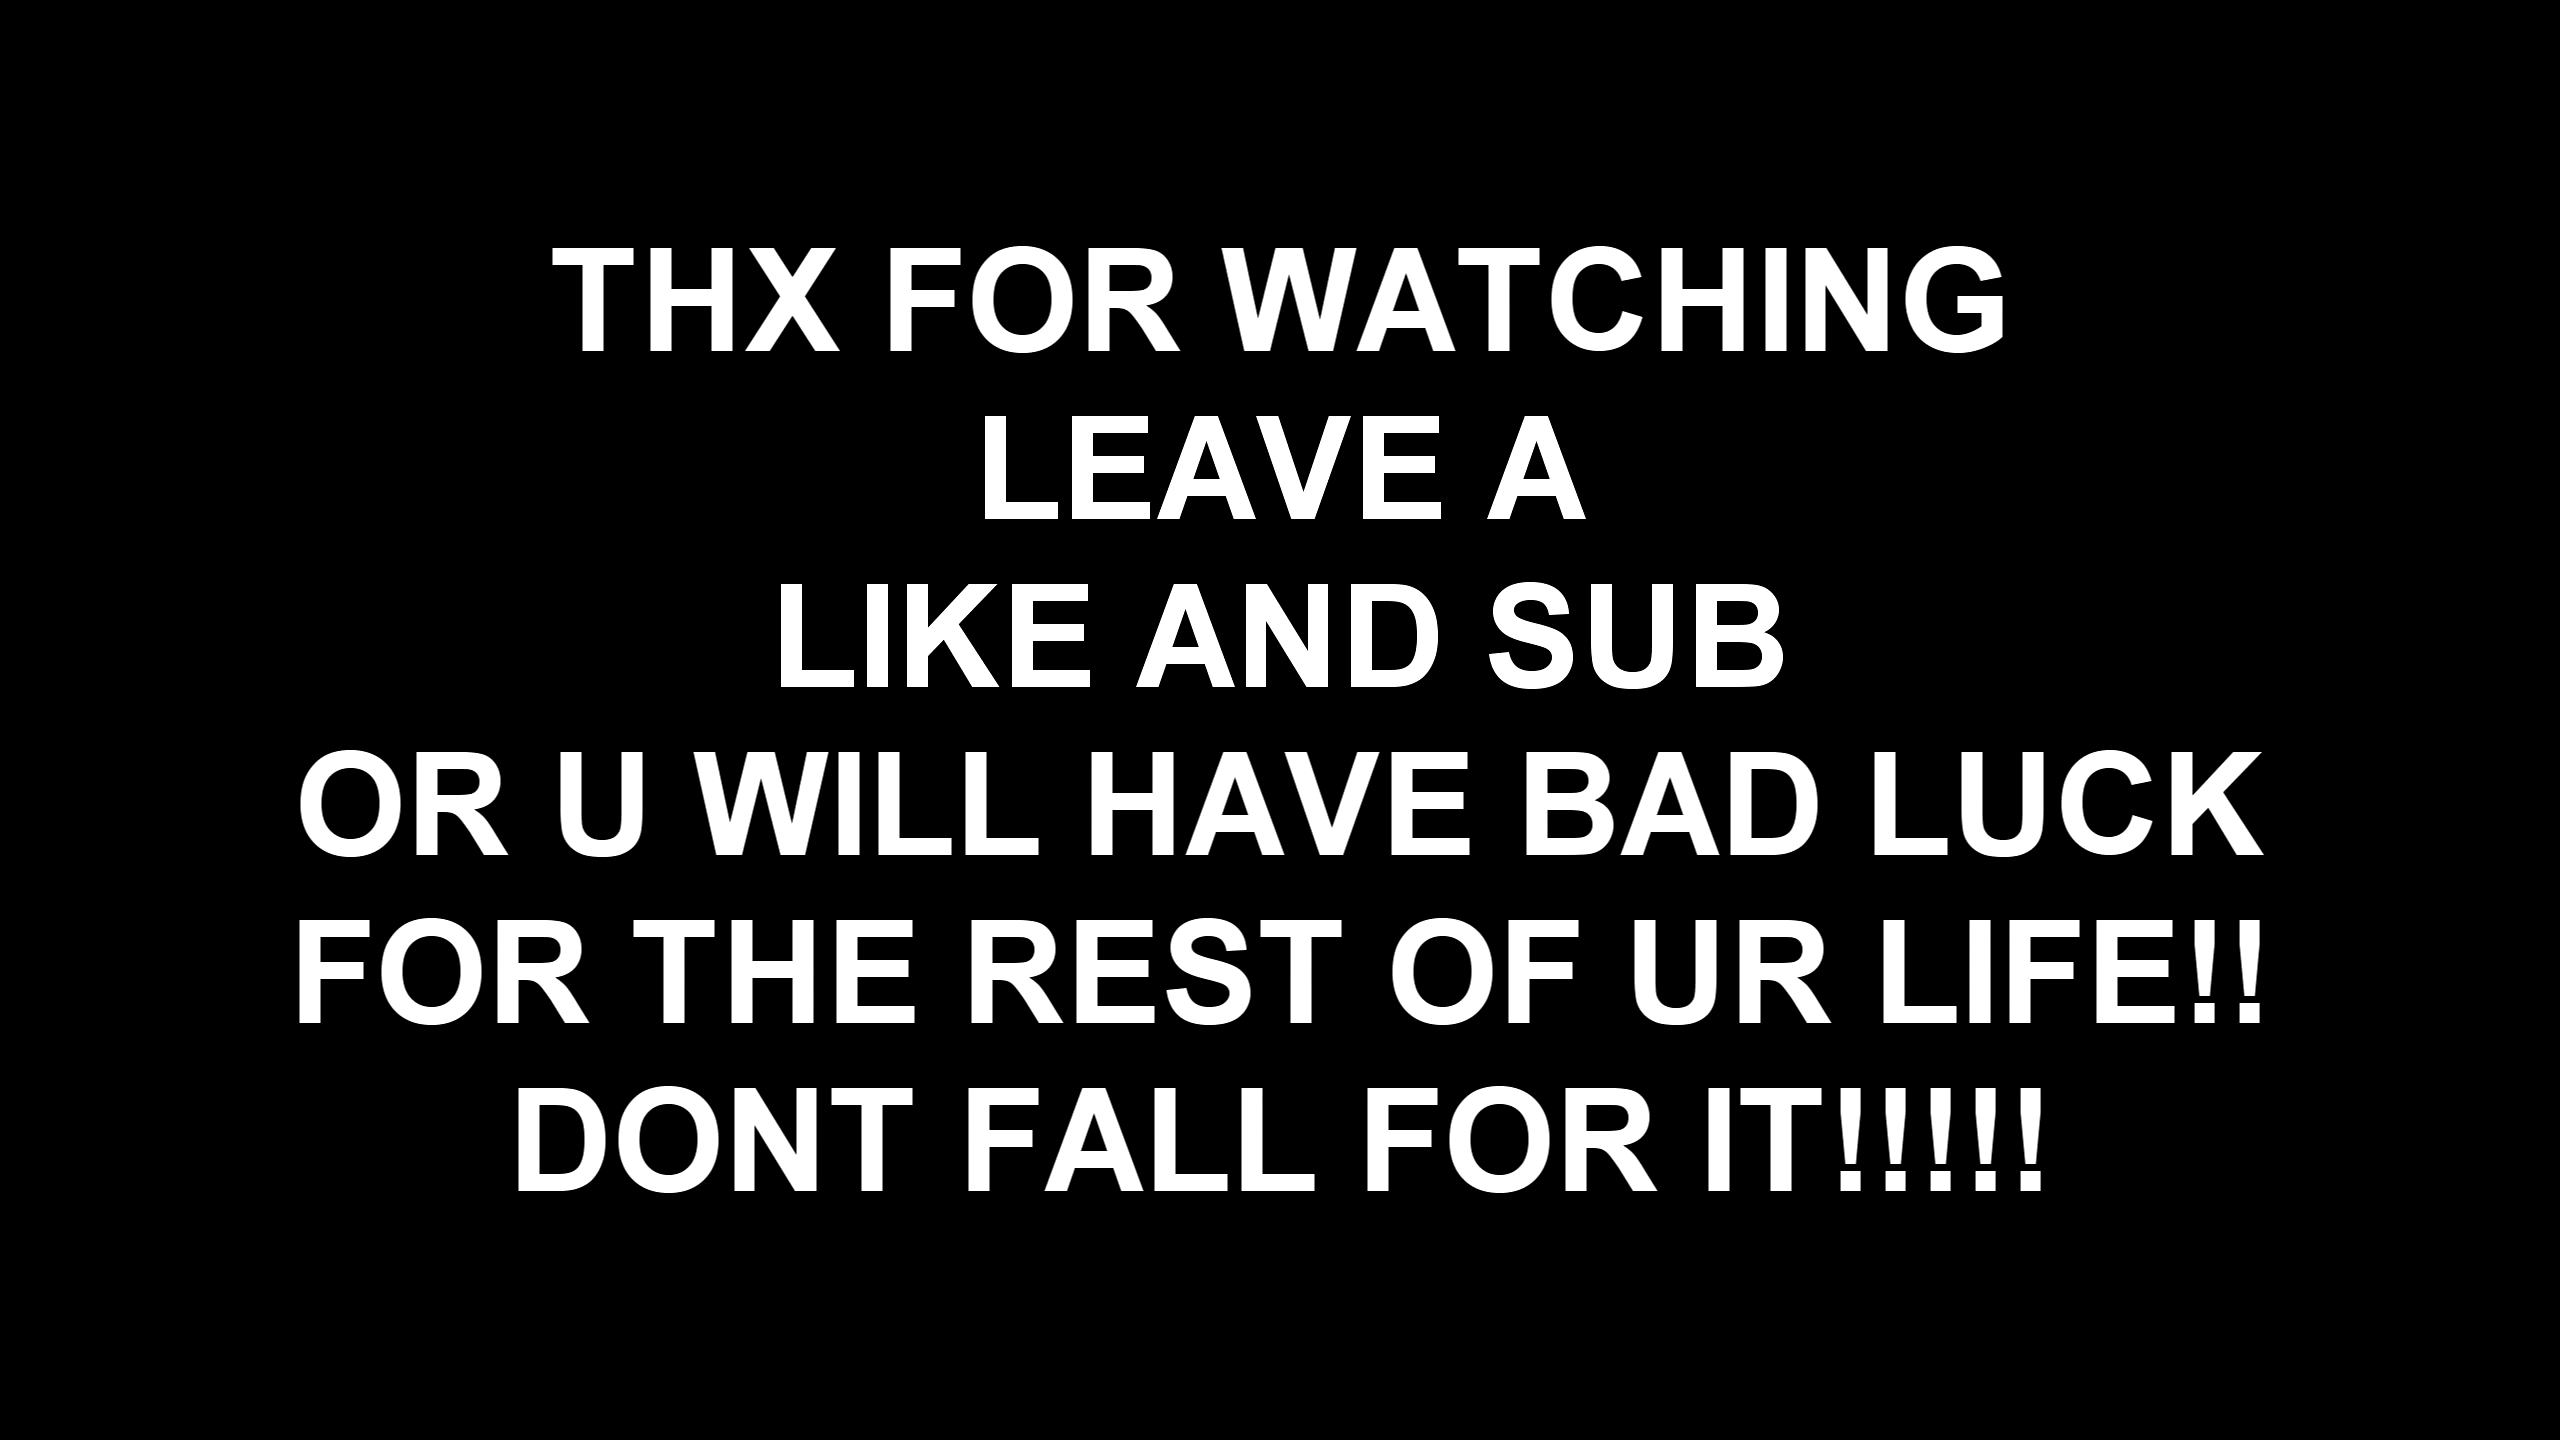 THX FOR WATCHING
LEAVE A
LIKE AND SUB
OR U WILL HAVE BAD LUCK
FOR THE REST OF UR LIFE!!
DONT FALL FOR IT!!!!!